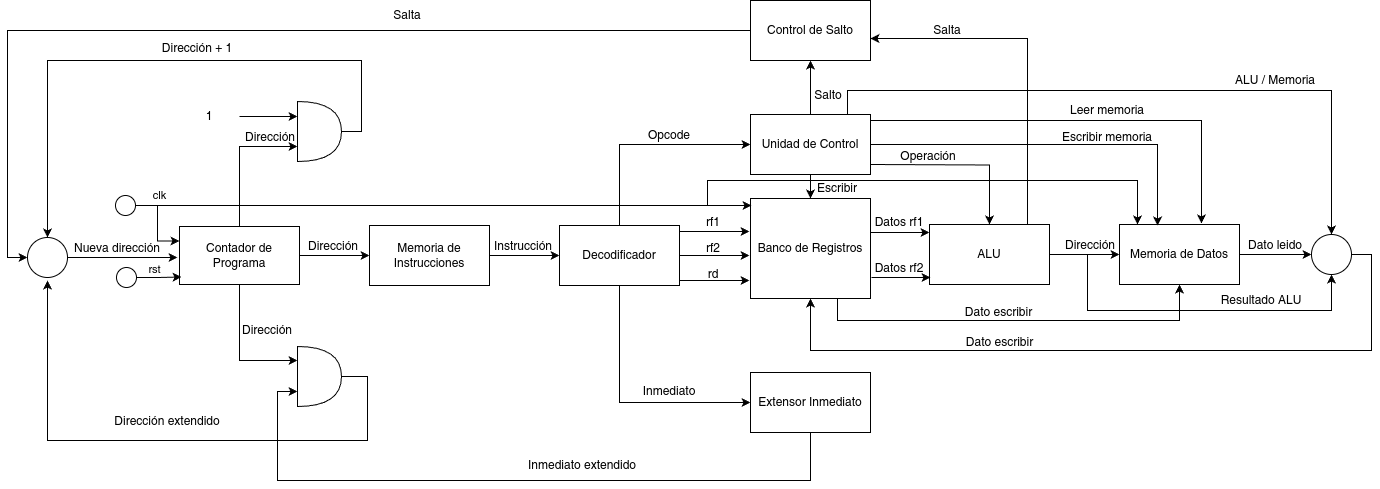 Salta
Control de Salto
Salta
Dirección + 1
ALU / Memoria
Salto
1
Leer memoria
Dirección
Opcode
Unidad de Control
Escribir memoria
Operación
clk
Escribir
rf1
Datos rf1
Nueva dirección
Contador de
Programa
Dirección
Memoria de
Instrucciones
Instrucción
Decodificador
rf2
Banco de Registros
ALU
Dirección
Memoria de Datos
Dato leido
rst
rd
Datos rf2
Resultado ALU
Dato escribir
Dirección
Dato escribir
Inmediato
Extensor Inmediato
Dirección extendido
Inmediato extendido